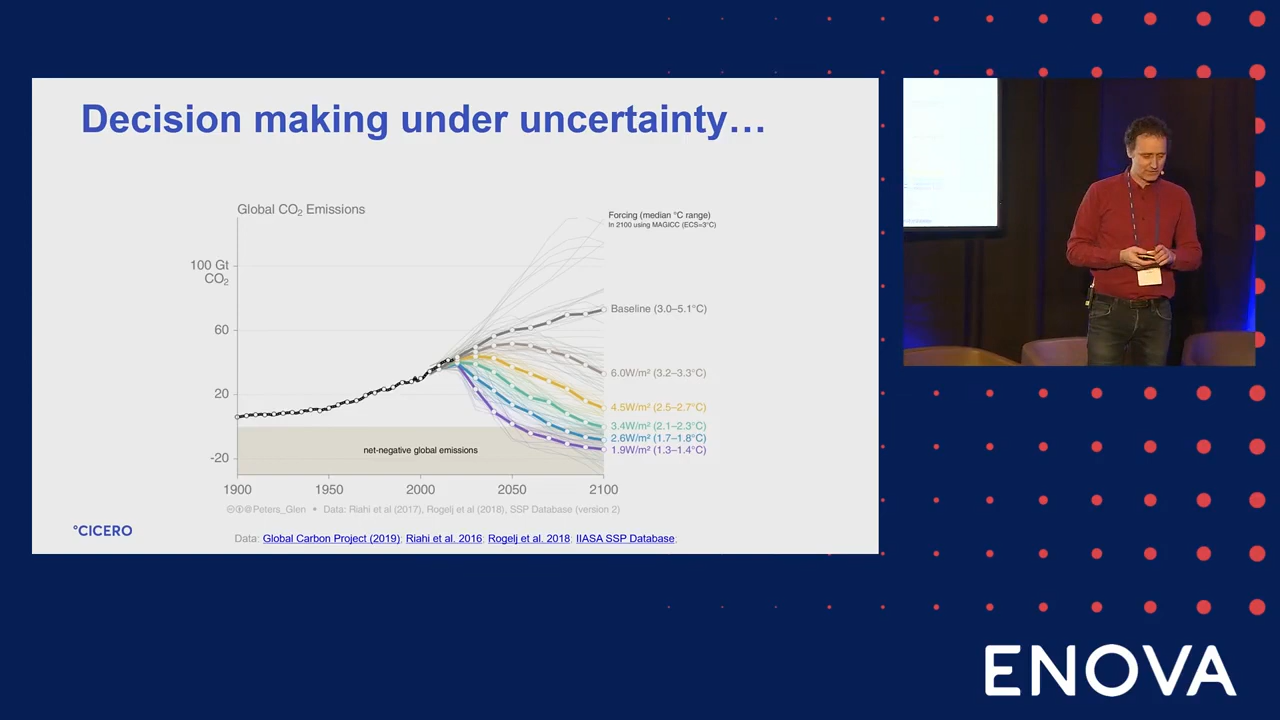 Decision making under uncertainty…
Global CO₂ Emissions
Forcing (median °C range)
In 2100 using MAGICC (ECS=3°C)
100 Gt
CO₂
60
20
-20
Baseline (3.0–5.1°C)
6.0W/m² (3.2–3.3°C)
4.5W/m² (2.5–2.7°C)
3.4W/m² (2.1–2.3°C)
2.6W/m² (1.7–1.8°C)
1.9W/m² (1.3–1.4°C)
net-negative global emissions
1900 1950 2000 2050 2100
@Peters_Glen • Data: Riahi et al (2017), Rogelj et al (2018), SSP Database (version 2)
°CICERO
Data: Global Carbon Project (2019); Riahi et al. 2016; Rogelj et al. 2018; IIASA SSP Database;
ENOVA